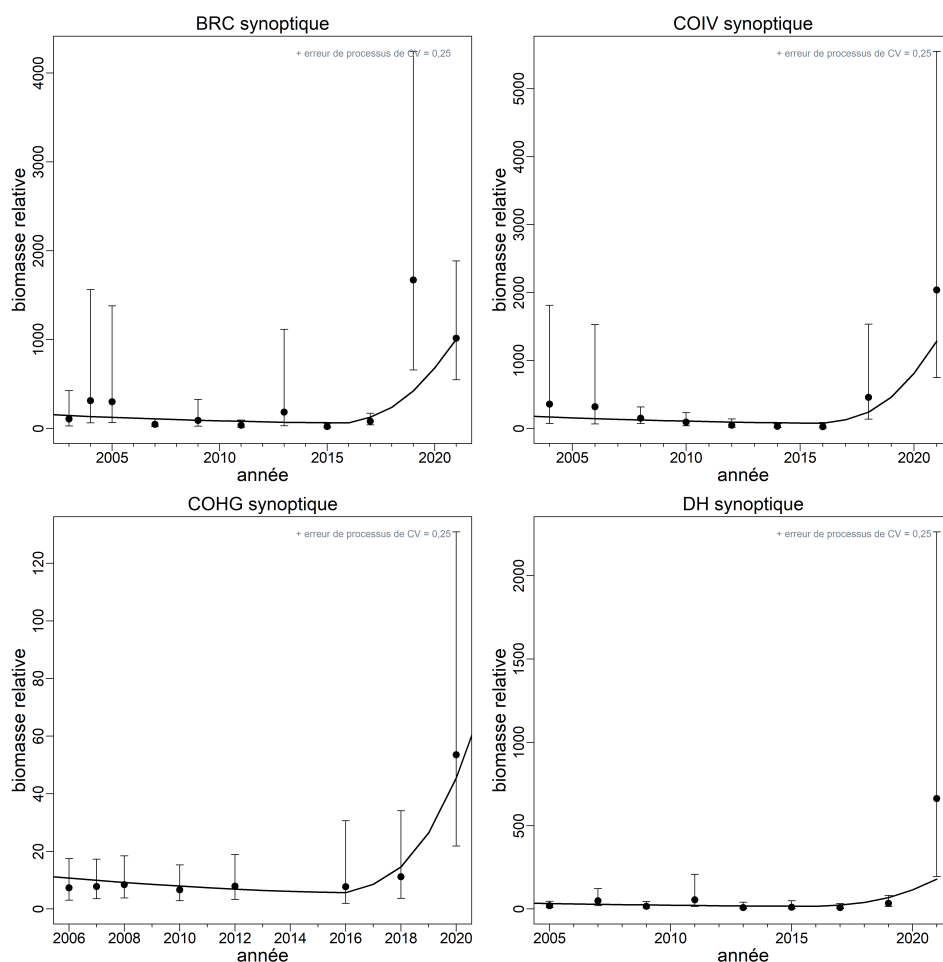 BRC synoptique
+ erreur de processus de CV = 0,25
biomasse relative
0 1000 2000 3000 4000
2005 2010 2015 2020
année
COIV synoptique
+ erreur de processus de CV = 0,25
biomasse relative
0 1000 2000 3000 4000 5000
2005 2010 2015 2020
année
COHG synoptique
+ erreur de processus de CV = 0,25
biomasse relative
0 20 40 60 80 100 120
2006 2008 2010 2012 2014 2016 2018 2020
année
DH synoptique
+ erreur de processus de CV = 0,25
biomasse relative
0 500 1000 1500 2000
2005 2010 2015 2020
année